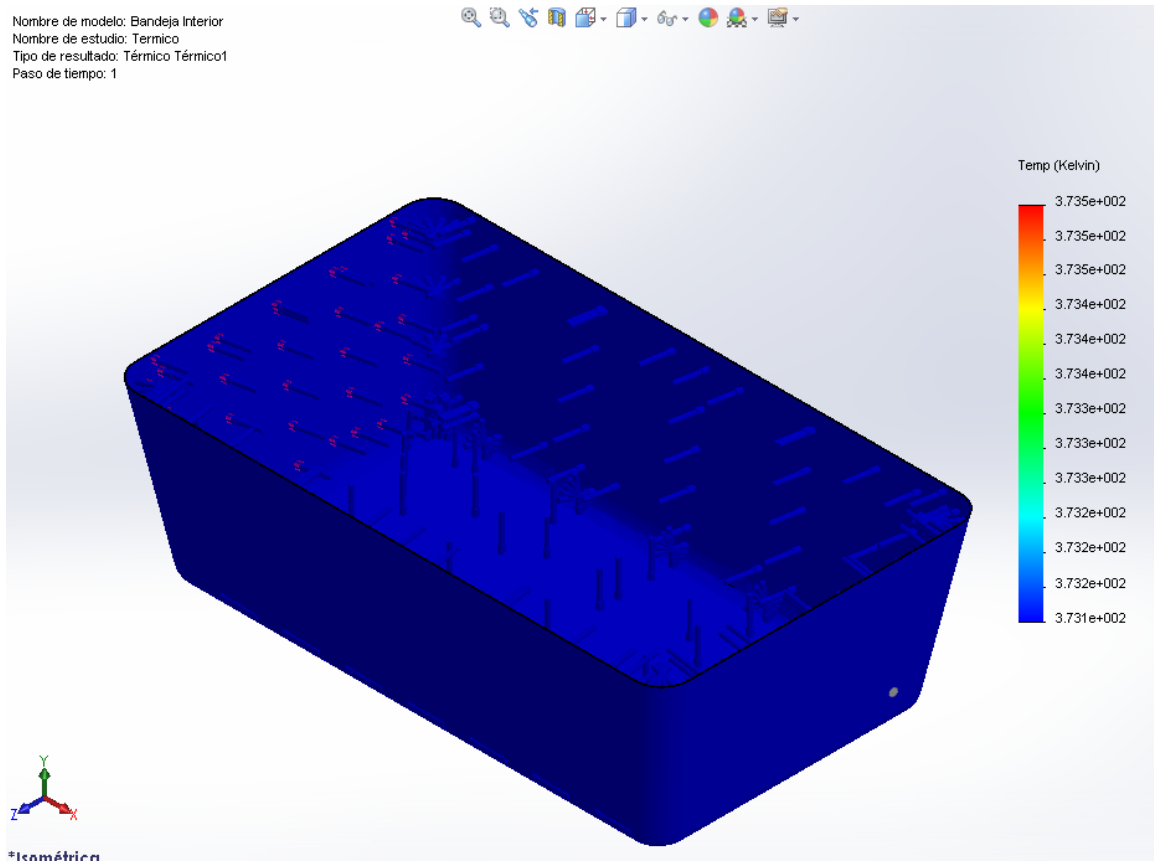 Nombre de modelo: Bandeja Interior
Nombre de estudio: Termico
Tipo de resultado: Térmico Térmico1
Paso de tiempo: 1
Temp (Kelvin)
3.735e+002
3.735e+002
3.735e+002
3.734e+002
3.734e+002
3.734e+002
3.733e+002
3.733e+002
3.733e+002
3.732e+002
3.732e+002
3.732e+002
3.731e+002
Y
Z
X
*Isométrica